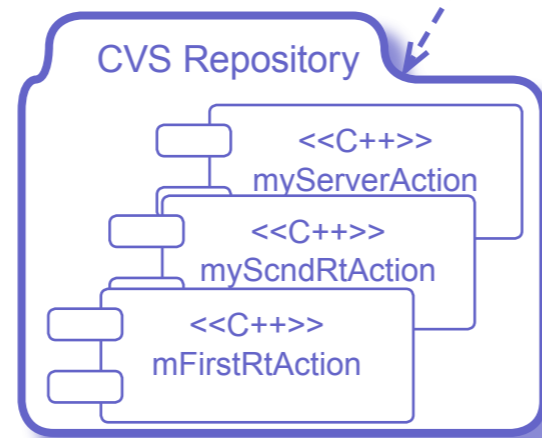 CVS Repository
<<C++>>
myServerAction
<<C++>>
myScndRtAction
<<C++>>
mFirstRtAction